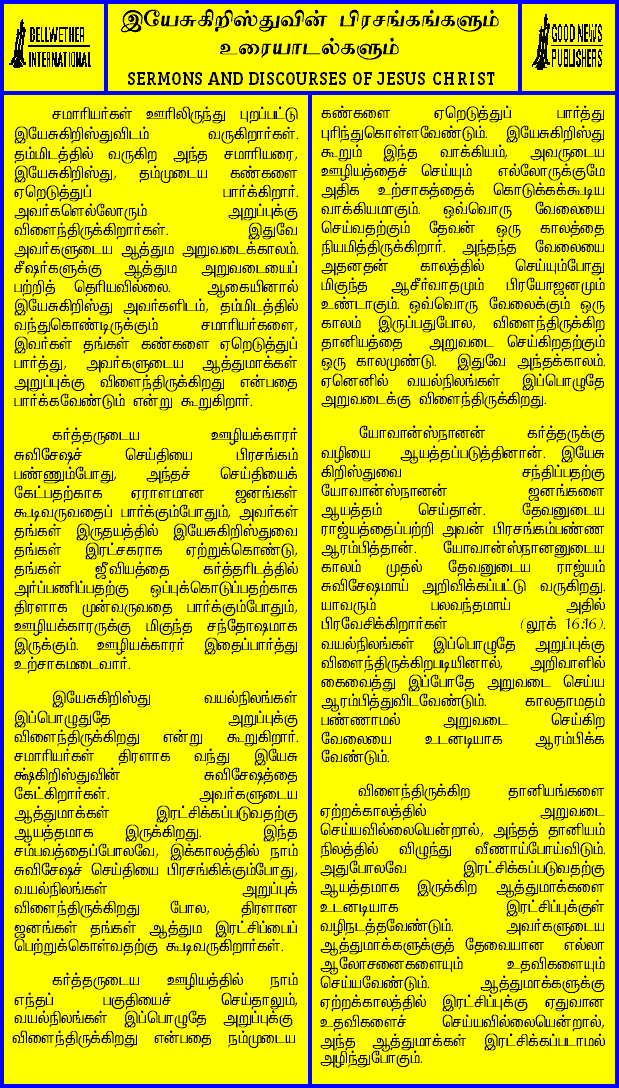 BELLWETHER
INTERNATIONAL
இயேசுகிறிஸ்துவின் பிரசங்கங்களும்
உரையாடல்களும்
SERMONS AND DISCOURSES OF JESUS CHRIST
GOOD NEWS
PUBLISHERS
சமாரியர்கள் ஊரிலிருந்து புறப்பட்டு
இயேசுகிறிஸ்துவிடம் வருகிறார்கள்.
தம்மிடத்தில் வருகிற அந்த சமாரியரை,
இயேசுகிறிஸ்து, தம்முடைய கண்களை
ஏறெடுத்துப் பார்க்கிறார்.
அவர்களெல்லோரும் அறுப்புக்கு
விளைந்திருக்கிறார்கள். இதுவே
அவர்களுடைய ஆத்தும அறுவடைக்காலம்.
சீஷர்களுக்கு ஆத்தும அறுவடையைப்
பற்றித் தெரியவில்லை. ஆகையினால்
இயேசுகிறிஸ்து அவர்களிடம், தம்மிடத்தில்
வந்துகொண்டிருக்கும் சமாரியர்களை,
இவர்கள் தங்கள் கண்களை ஏறெடுத்துப்
பார்த்து, அவர்களுடைய ஆத்துமாக்கள்
அறுப்புக்கு விளைந்திருக்கிறது என்பதை
பார்க்கவேண்டும் என்று கூறுகிறார்.
கர்த்தருடைய ஊழியக்காரர்
சுவிசேஷச் செய்தியை பிரசங்கம்
பண்ணும்போது, அந்தச் செய்தியைக்
கேட்பதற்காக ஏராளமான ஜனங்கள்
கூடிவருவதைப் பார்க்கும்போதும், அவர்கள்
தங்கள் இருதயத்தில் இயேசுகிறிஸ்துவை
தங்கள் இரட்சகராக ஏற்றுக்கொண்டு,
தங்கள் ஜீவியத்தை கர்த்தரிடத்தில்
அர்ப்பணிப்பதற்கு ஒப்புக்கொடுப்பதற்காக
திரளாக முன்வருவதை பார்க்கும்போதும்,
ஊழியக்காரருக்கு மிகுந்த சந்தோஷமாக
இருக்கும். ஊழியக்காரர் இதைப்பார்த்து
உற்சாகமடைவார்.
இயேசுகிறிஸ்து வயல்நிலங்கள்
இப்பொழுதுதே அறுப்புக்கு
விளைந்திருக்கிறது என்று கூறுகிறார்.
சமாரியர்கள் திரளாக வந்து இயேசு
க்ஷ்கிறிஸ்துவின் சுவிசேஷத்தை
கேட்கிறார்கள். அவர்களுடைய
ஆத்துமாக்கள் இரட்சிக்கப்படுவதற்கு
ஆயத்தமாக இருக்கிறது. இந்த
சம்பவத்தைப்போலவே, இக்காலத்தில் நாம்
சுவிசேஷச் செய்தியை பிரசங்கிக்கும்போது,
வயல்நிலங்கள் அறுப்புக்
விளைந்திருக்கிறது போல, திரளான
ஜனங்கள் தங்கள் ஆத்தும இரட்சிப்பைப்
பெற்றுக்கொள்வதற்கு கூடிவருகிறார்கள்.
கர்த்தருடைய ஊழியத்தில் நாம்
எந்தப் பகுதியைச் செய்தாலும்,
வயல்நிலங்கள் இப்பொழுதே அறுப்புக்கு
விளைந்திருக்கிறது என்பதை நம்முடைய
கண்களை ஏறெடுத்துப் பார்த்து
புரிந்துகொள்ளவேண்டும். இயேசுகிறிஸ்து
கூறும் இந்த வாக்கியம், அவருடைய
ஊழியத்தைச் செய்யும் எல்லோருக்குமே
அதிக உற்சாகத்தைக் கொடுக்கக்கூடிய
வாக்கியமாகும். ஒவ்வொரு வேலையை
செய்வதற்கும் தேவன் ஒரு காலத்தை
நியமித்திருக்கிறார். அந்தந்த வேலையை
அதனதன் காலத்தில் செய்யும்போது
மிகுந்த ஆசீர்வாதமும் பிரயோஜனமும்
உண்டாகும். ஒவ்வொரு வேலைக்கும் ஒரு
காலம் இருப்பதுபோல, விளைந்திருக்கிற
தானியத்தை அறுவடை செய்கிறதற்கும்
ஒரு காலமுண்டு. இதுவே அந்தக்காலம்.
ஏனெனில் வயல்நிலங்கள் இப்பொழுதே
அறுவடைக்கு விளைந்திருக்கிறது.
யோவான்ஸ்நானன் கர்த்தருக்கு
வழியை ஆயத்தப்படுத்தினான். இயேசு
கிறிஸ்துவை சந்திப்பதற்கு
யோவான்ஸ்நானன் ஜனங்களை
ஆயத்தம் செய்தான். தேவனுடைய
ராஜ்யத்தைப்பற்றி அவன் பிரசங்கம்பண்ண
ஆரம்பித்தான். யோவான்ஸ்நானனுடைய
காலம் முதல் தேவனுடைய ராஜ்யம்
சுவிசேஷமாய் அறிவிக்கப்பட்டு வருகிறது.
யாவரும் பலவந்தமாய் அதில்
பிரவேசிக்கிறார்கள் (லூக் 16:16).
வயல்நிலங்கள் இப்பொழுதே அறுப்புக்கு
விளைந்திருக்கிறபடியினால், அறிவாளில்
கைவைத்து இப்போதே அறுவடை செய்ய
ஆரம்பித்துவிடவேண்டும். காலதாமதம்
பண்ணாமல் அறுவடை செய்கிற
வேலையை உடனடியாக ஆரம்பிக்க
வேண்டும்.
விளைந்திருக்கிற தானியங்களை
ஏற்றக்காலத்தில் அறுவடை
செய்யவில்லையென்றால், அந்தத் தானியம்
நிலத்தில் விழுந்து வீணாய்போய்விடும்.
அதுபோலவே இரட்சிக்கப்படுவதற்கு
ஆயத்தமாக இருக்கிற ஆத்துமாக்களை
உடனடியாக இரட்சிப்புக்குள்
வழிநடத்தவேண்டும். அவர்களுடைய
ஆத்துமாக்களுக்குத் தேவையான எல்லா
ஆலோசனைகளையும் உதவிகளையும்
செய்யவேண்டும். ஆத்துமாக்களுக்கு
ஏற்றக்காலத்தில் இரட்சிப்புக்கு ஏதுவான
உதவிகளைச் செய்யவில்லையென்றால்,
அந்த ஆத்துமாக்கள் இரட்சிக்கப்படாமல்
அழிந்துபோகும்.